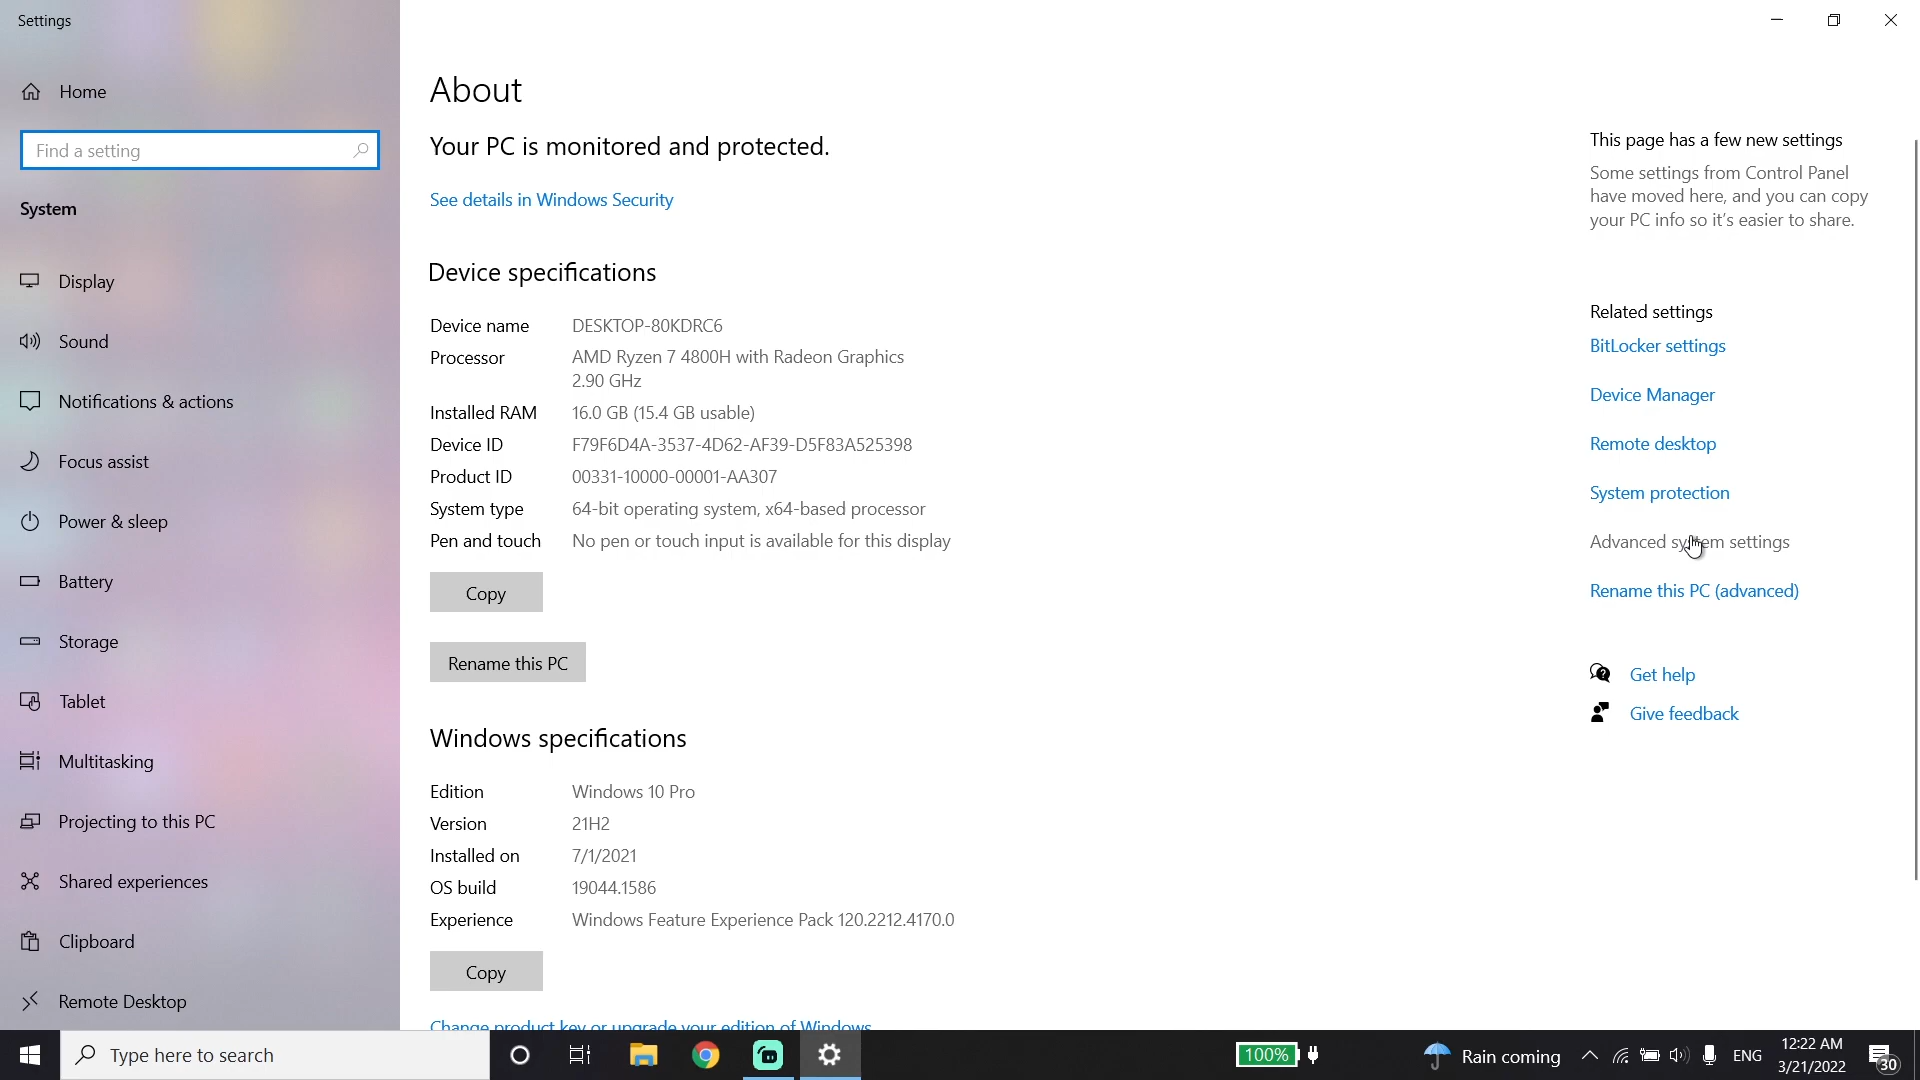 Settings
Home
Find a setting
System
Display
Sound
Notifications & actions
Focus assist
Power & sleep
Battery
Storage
Tablet
Multitasking
Projecting to this PC
Shared experiences
Clipboard
Remote Desktop
About
Your PC is monitored and protected.
See details in Windows Security
Device specifications
Device name DESKTOP-80KDRC6
Processor AMD Ryzen 7 4800H with Radeon Graphics
2.90 GHz
Installed RAM 16.0 GB (15.4 GB usable)
Device ID F79F6D4A-3537-4D62-AF39-D5F83A525398
Product ID 00331-10000-00001-AA307
System type 64-bit operating system, x64-based processor
Pen and touch No pen or touch input is available for this display
Copy
Rename this PC
Windows specifications
Edition Windows 10 Pro
Version 21H2
Installed on 7/1/2021
OS build 19044.1586
Experience Windows Feature Experience Pack 120.2212.4170.0
Copy
Change product key or upgrade your edition of Windows
This page has a few new settings
Some settings from Control Panel
have moved here, and you can copy
your PC info so it's easier to share.
Related settings
BitLocker settings
Device Manager
Remote desktop
System protection
Advanced system settings
Rename this PC (advanced)
Get help
Give feedback
Type here to search
100%
Rain coming
ENG
12:22 AM
3/21/2022
30